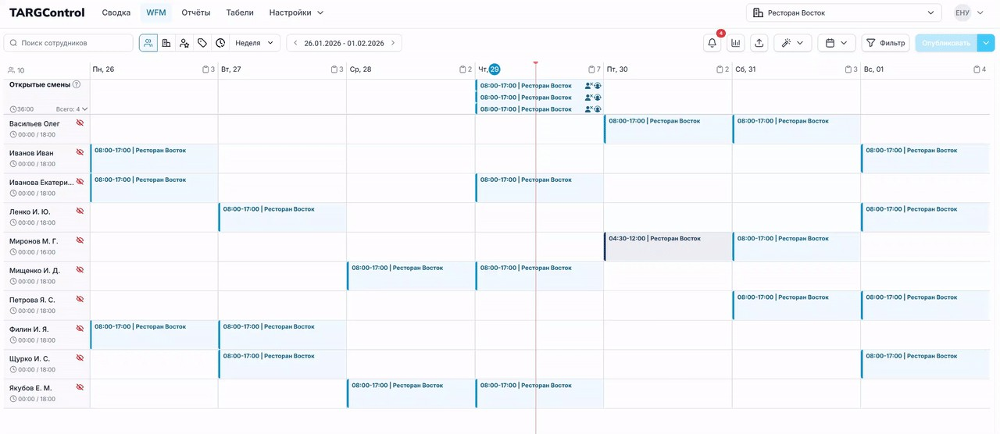 TARGControl Сводка WFM Отчёты Табели Настройки Ресторан Восток ЕНУ
Поиск сотрудников Неделя 26.01.2026 - 01.02.2026 4 Фильтр Опубликовать
10 Пн, 26 3 Вт, 27 3 Ср, 28 2 Чт, 29 7 Пт, 30 2 Сб, 31 3 Вс, 01 4
Открытые смены ?
36:00 Всего: 4
08:00-17:00 | Ресторан Восток
08:00-17:00 | Ресторан Восток
08:00-17:00 | Ресторан Восток
Васильев Олег 08:00-17:00 | Ресторан Восток 08:00-17:00 | Ресторан Восток
00:00 / 18:00
Иванов Иван 08:00-17:00 | Ресторан Восток 08:00-17:00 | Ресторан Восток
00:00 / 18:00
Иванова Екатери... 08:00-17:00 | Ресторан Восток 08:00-17:00 | Ресторан Восток
00:00 / 18:00
Ленко И. Ю. 08:00-17:00 | Ресторан Восток 08:00-17:00 | Ресторан Восток
00:00 / 18:00
Миронов М. Г. 04:30-12:00 | Ресторан Восток 08:00-17:00 | Ресторан Восток
00:00 / 16:00
Мищенко И. Д. 08:00-17:00 | Ресторан Восток 08:00-17:00 | Ресторан Восток
00:00 / 18:00
Петрова Я. С. 08:00-17:00 | Ресторан Восток 08:00-17:00 | Ресторан Восток
00:00 / 18:00
Филин И. Я. 08:00-17:00 | Ресторан Восток 08:00-17:00 | Ресторан Восток
00:00 / 18:00
Щурко И. С. 08:00-17:00 | Ресторан Восток 08:00-17:00 | Ресторан Восток
00:00 / 18:00
Якубов Е. М. 08:00-17:00 | Ресторан Восток 08:00-17:00 | Ресторан Восток
00:00 / 18:00